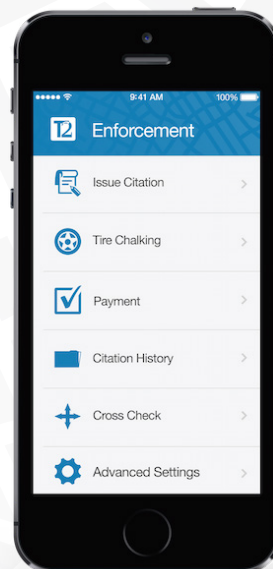 9:41 AM
100%
T2 Enforcement
Issue Citation
Tire Chalking
Payment
Citation History
Cross Check
Advanced Settings